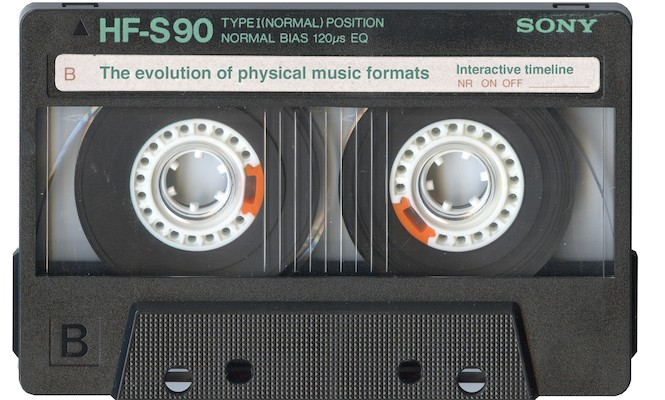 HF-S90 TYPE I (NORMAL) POSITION SONY
NORMAL BIAS 120µs EQ
B The evolution of physical music formats Interactive timeline
NR ON OFF
B